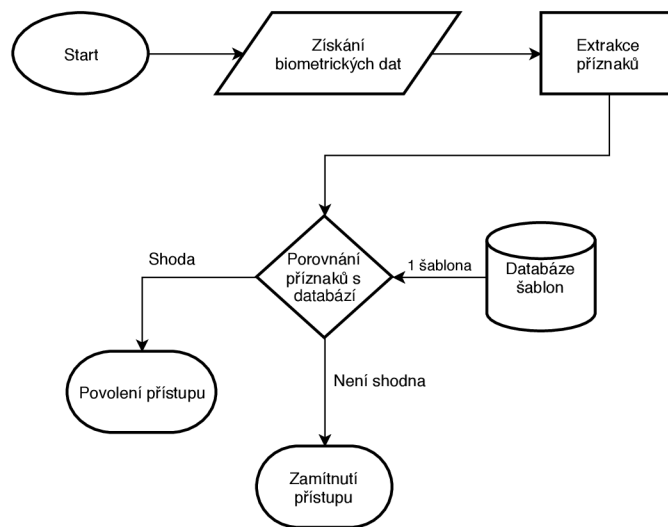 Start
Získání
biometrických dat
Extrakce
příznaků
Shoda
Porovnání
příznaků s
databází
1 šablona
Databáze
šablon
Povolení přístupu
Není shodna
Zamítnutí
přístupu